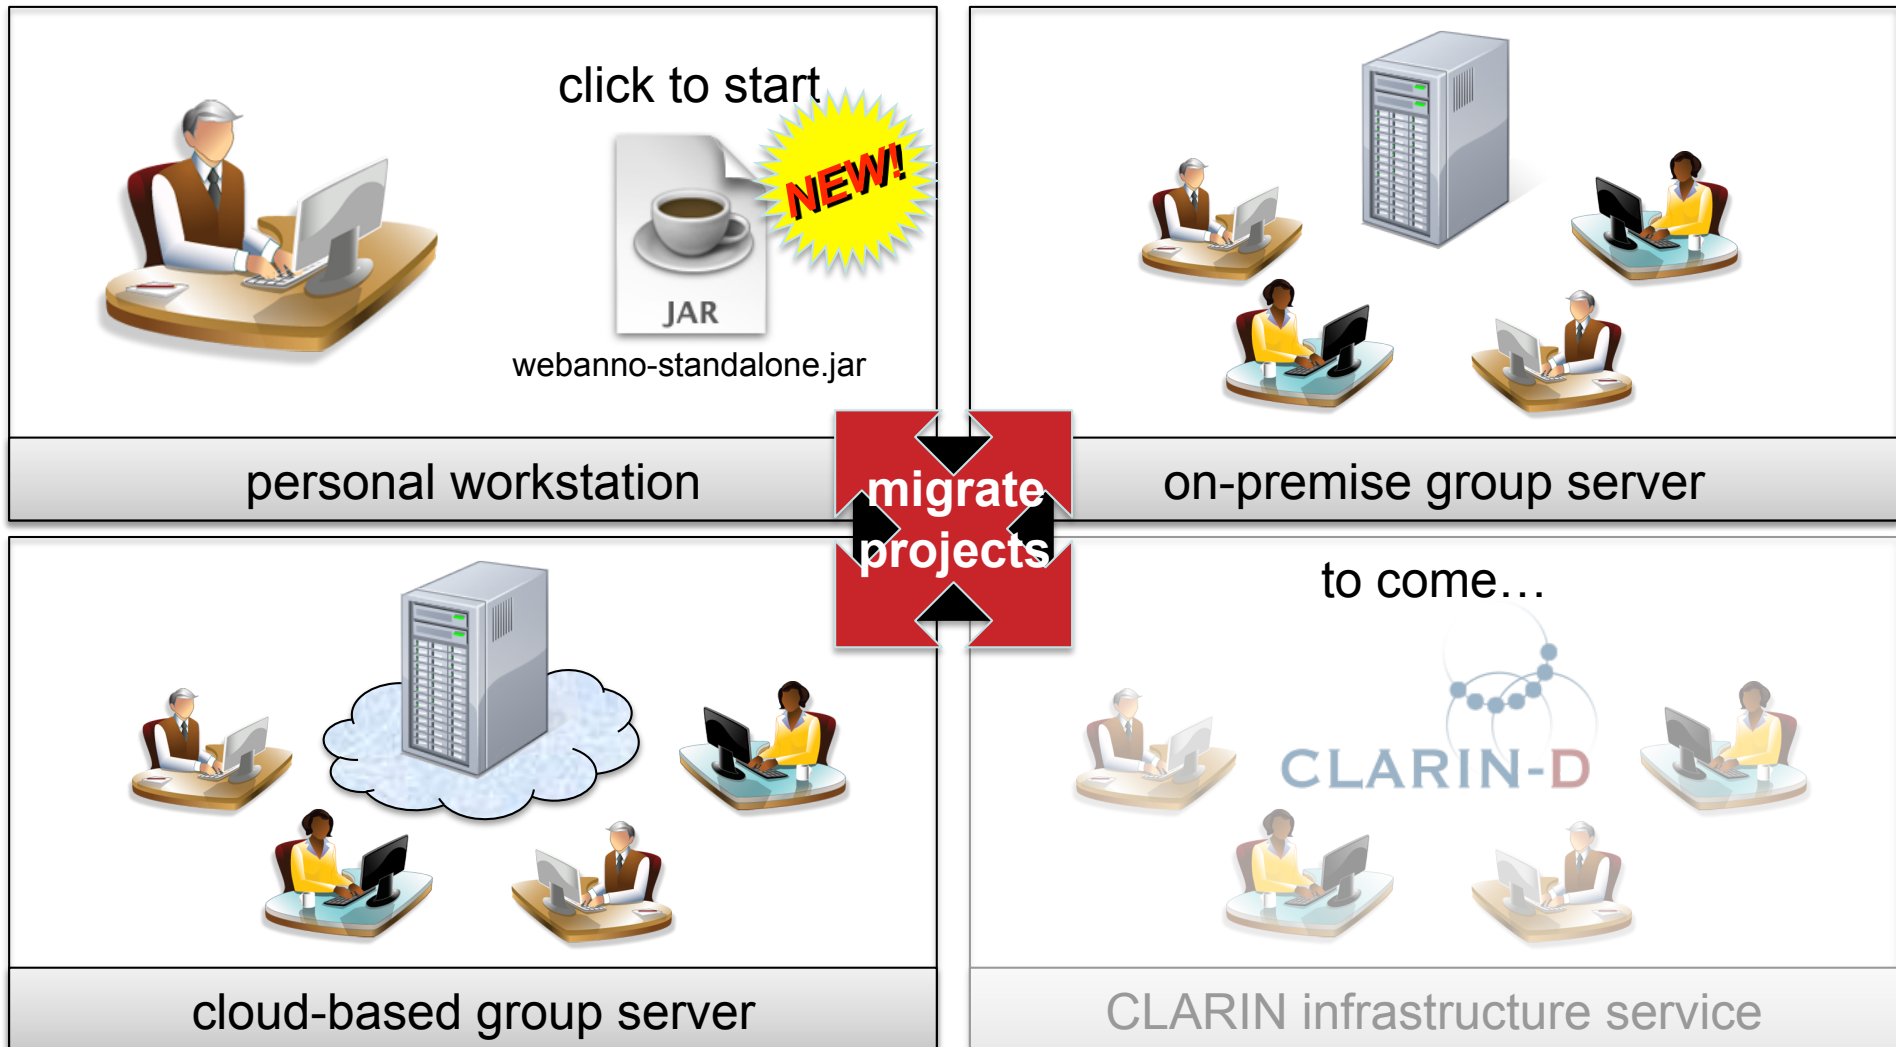 click to start
NEW!
JAR
webanno-standalone.jar
personal workstation
on-premise group server
migrate
projects
to come…
CLARIN-D
cloud-based group server
CLARIN infrastructure service